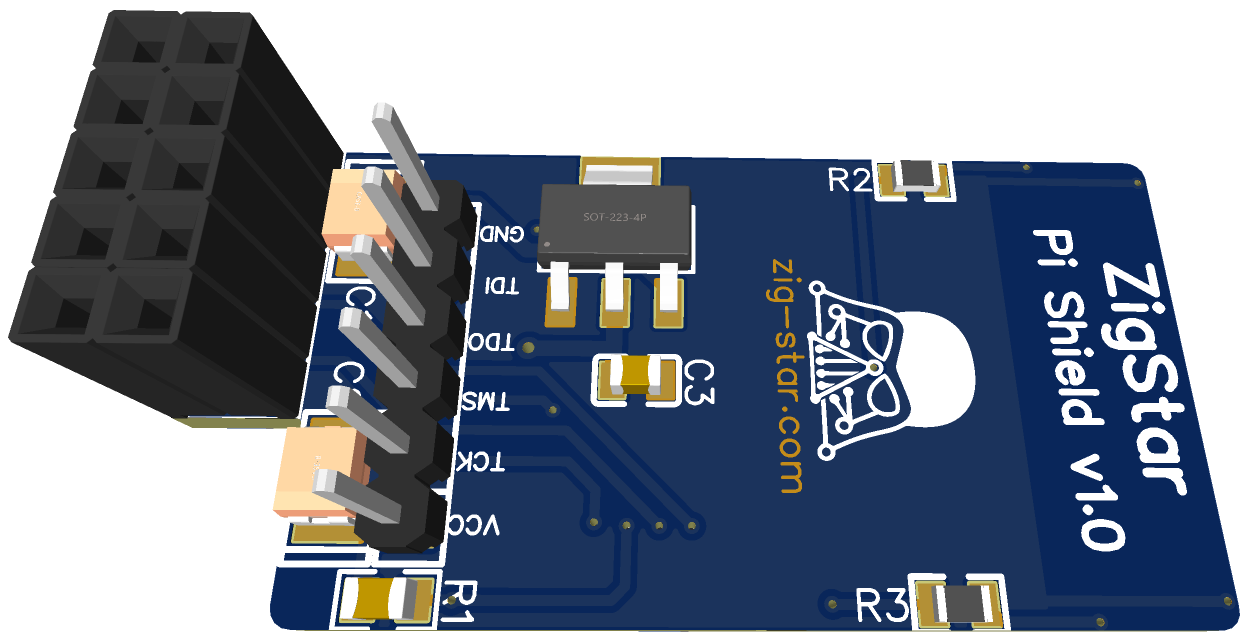 R2
SOT-223-4P
GND
TDI
TDO
TMS
TCK
VCC
C3
R1
R3
zig-star.com
ZigStar
Pi Shield v1.0